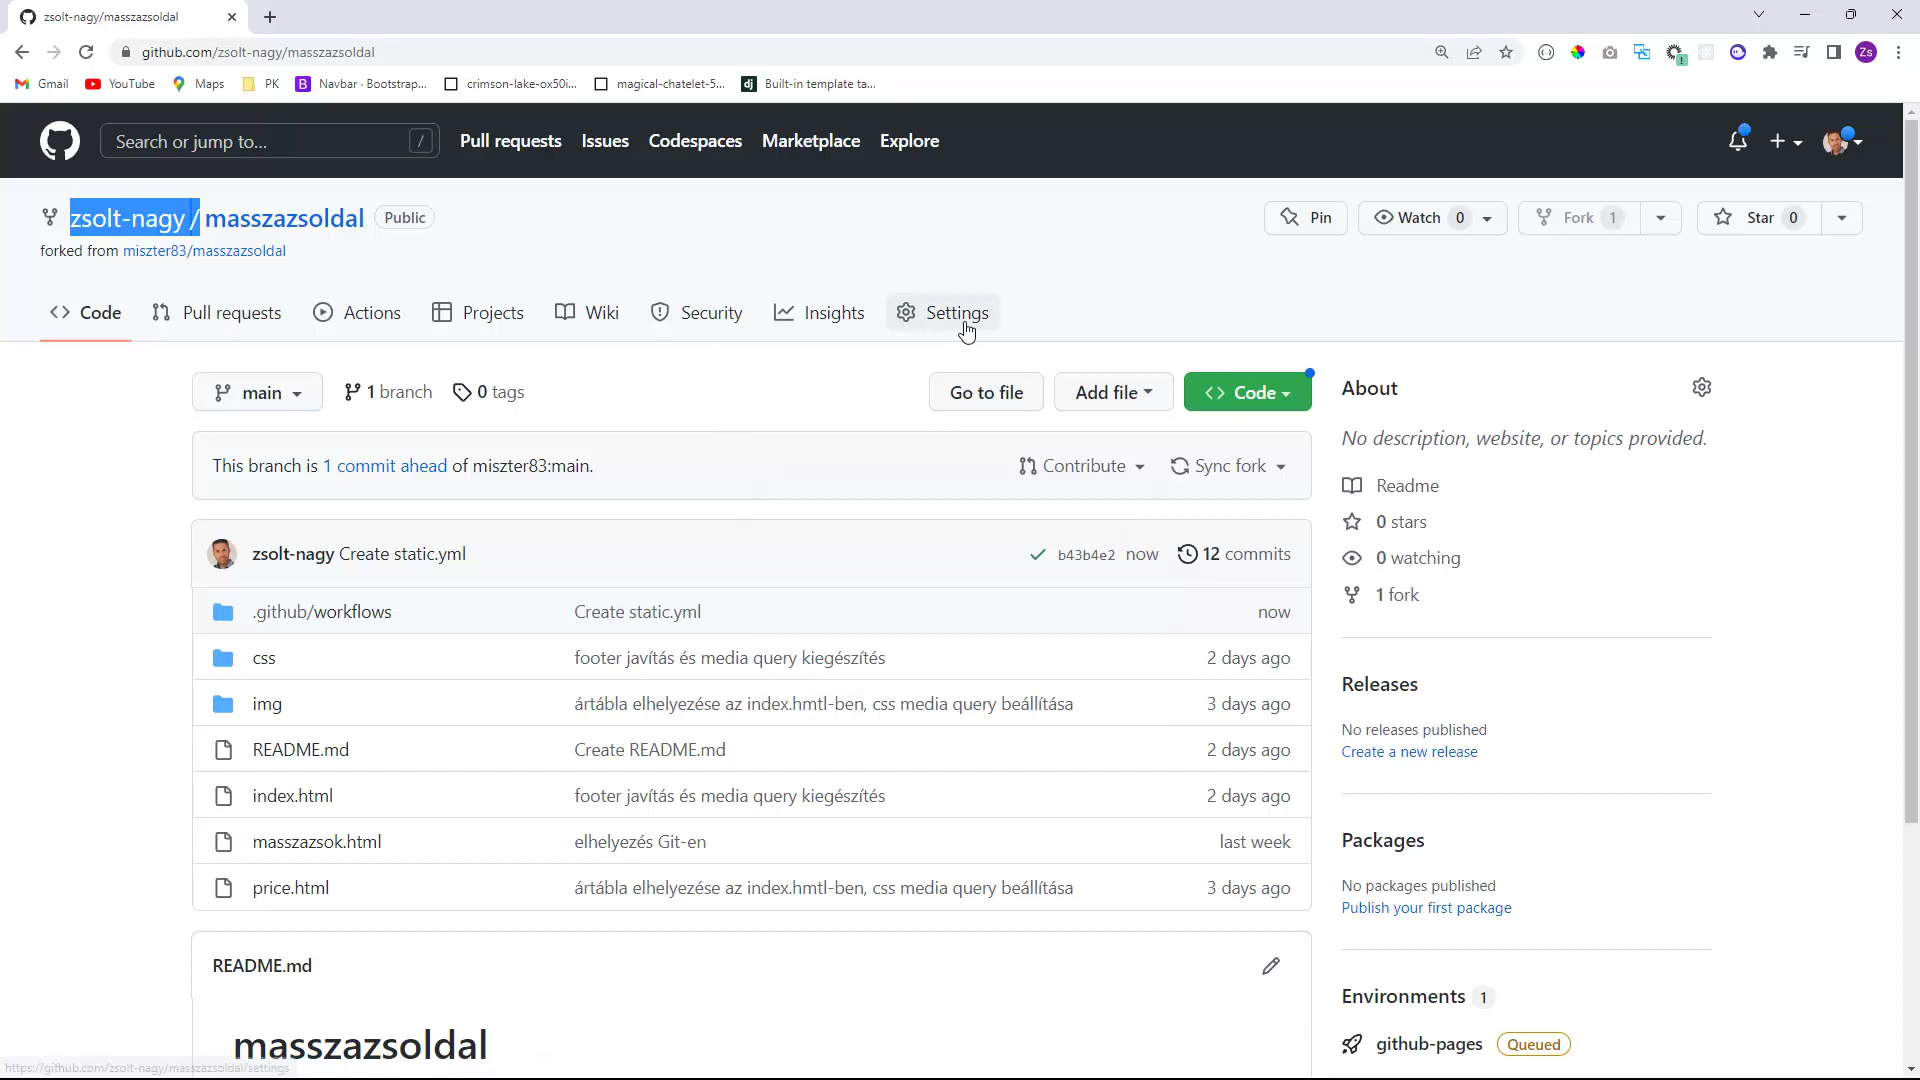 zsolt-nagy/masszazsoldal
github.com/zsolt-nagy/masszazsoldal
Zs
Gmail YouTube Maps PK Navbar · Bootstrap... crimson-lake-ox50i... magical-chatelet-5... dj Built-in template ta...
Search or jump to... / Pull requests Issues Codespaces Marketplace Explore
zsolt-nagy / masszazsoldal Public Pin Watch 0 Fork 1 Star 0
forked from miszter83/masszazsoldal
Code Pull requests Actions Projects Wiki Security Insights Settings
main 1 branch 0 tags Go to file Add file Code
About
No description, website, or topics provided.
This branch is 1 commit ahead of miszter83:main. Contribute Sync fork
Readme
0 stars
0 watching
1 fork
zsolt-nagy Create static.yml b43b4e2 now 12 commits
.github/workflows Create static.yml now
css footer javítás és media query kiegészítés 2 days ago
img ártábla elhelyezése az index.hmtl-ben, css media query beállítása 3 days ago
README.md Create README.md 2 days ago
index.html footer javítás és media query kiegészítés 2 days ago
masszazsok.html elhelyezés Git-en last week
price.html ártábla elhelyezése az index.hmtl-ben, css media query beállítása 3 days ago
Releases
No releases published
Create a new release
Packages
No packages published
Publish your first package
README.md
masszazsoldal
Environments 1
github-pages Queued
https://github.com/zsolt-nagy/masszazsoldal/settings